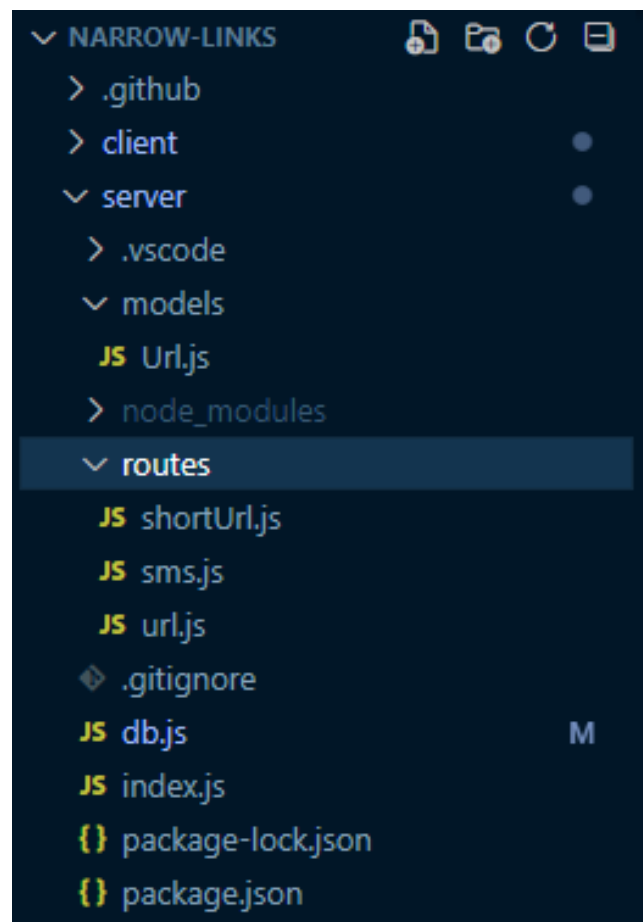 NARROW-LINKS
.github
client
server
.vscode
models
JS Url.js
node_modules
routes
JS shortUrl.js
JS sms.js
JS url.js
.gitignore
JS db.js M
JS index.js
{} package-lock.json
{} package.json